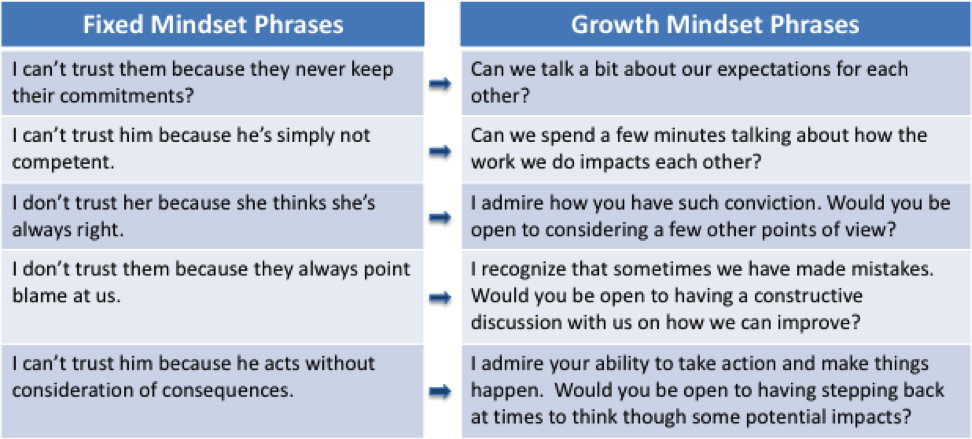 Fixed Mindset Phrases
Growth Mindset Phrases
I can’t trust them because they never keep
their commitments?
Can we talk a bit about our expectations for each
other?
I can’t trust him because he’s simply not
competent.
Can we spend a few minutes talking about how the
work we do impacts each other?
I don’t trust her because she thinks she’s
always right.
I admire how you have such conviction. Would you be
open to considering a few other points of view?
I don’t trust them because they always point
blame at us.
I recognize that sometimes we have made mistakes.
Would you be open to having a constructive
discussion with us on how we can improve?
I can’t trust him because he acts without
consideration of consequences.
I admire your ability to take action and make things
happen.  Would you be open to having stepping back
at times to think though some potential impacts?